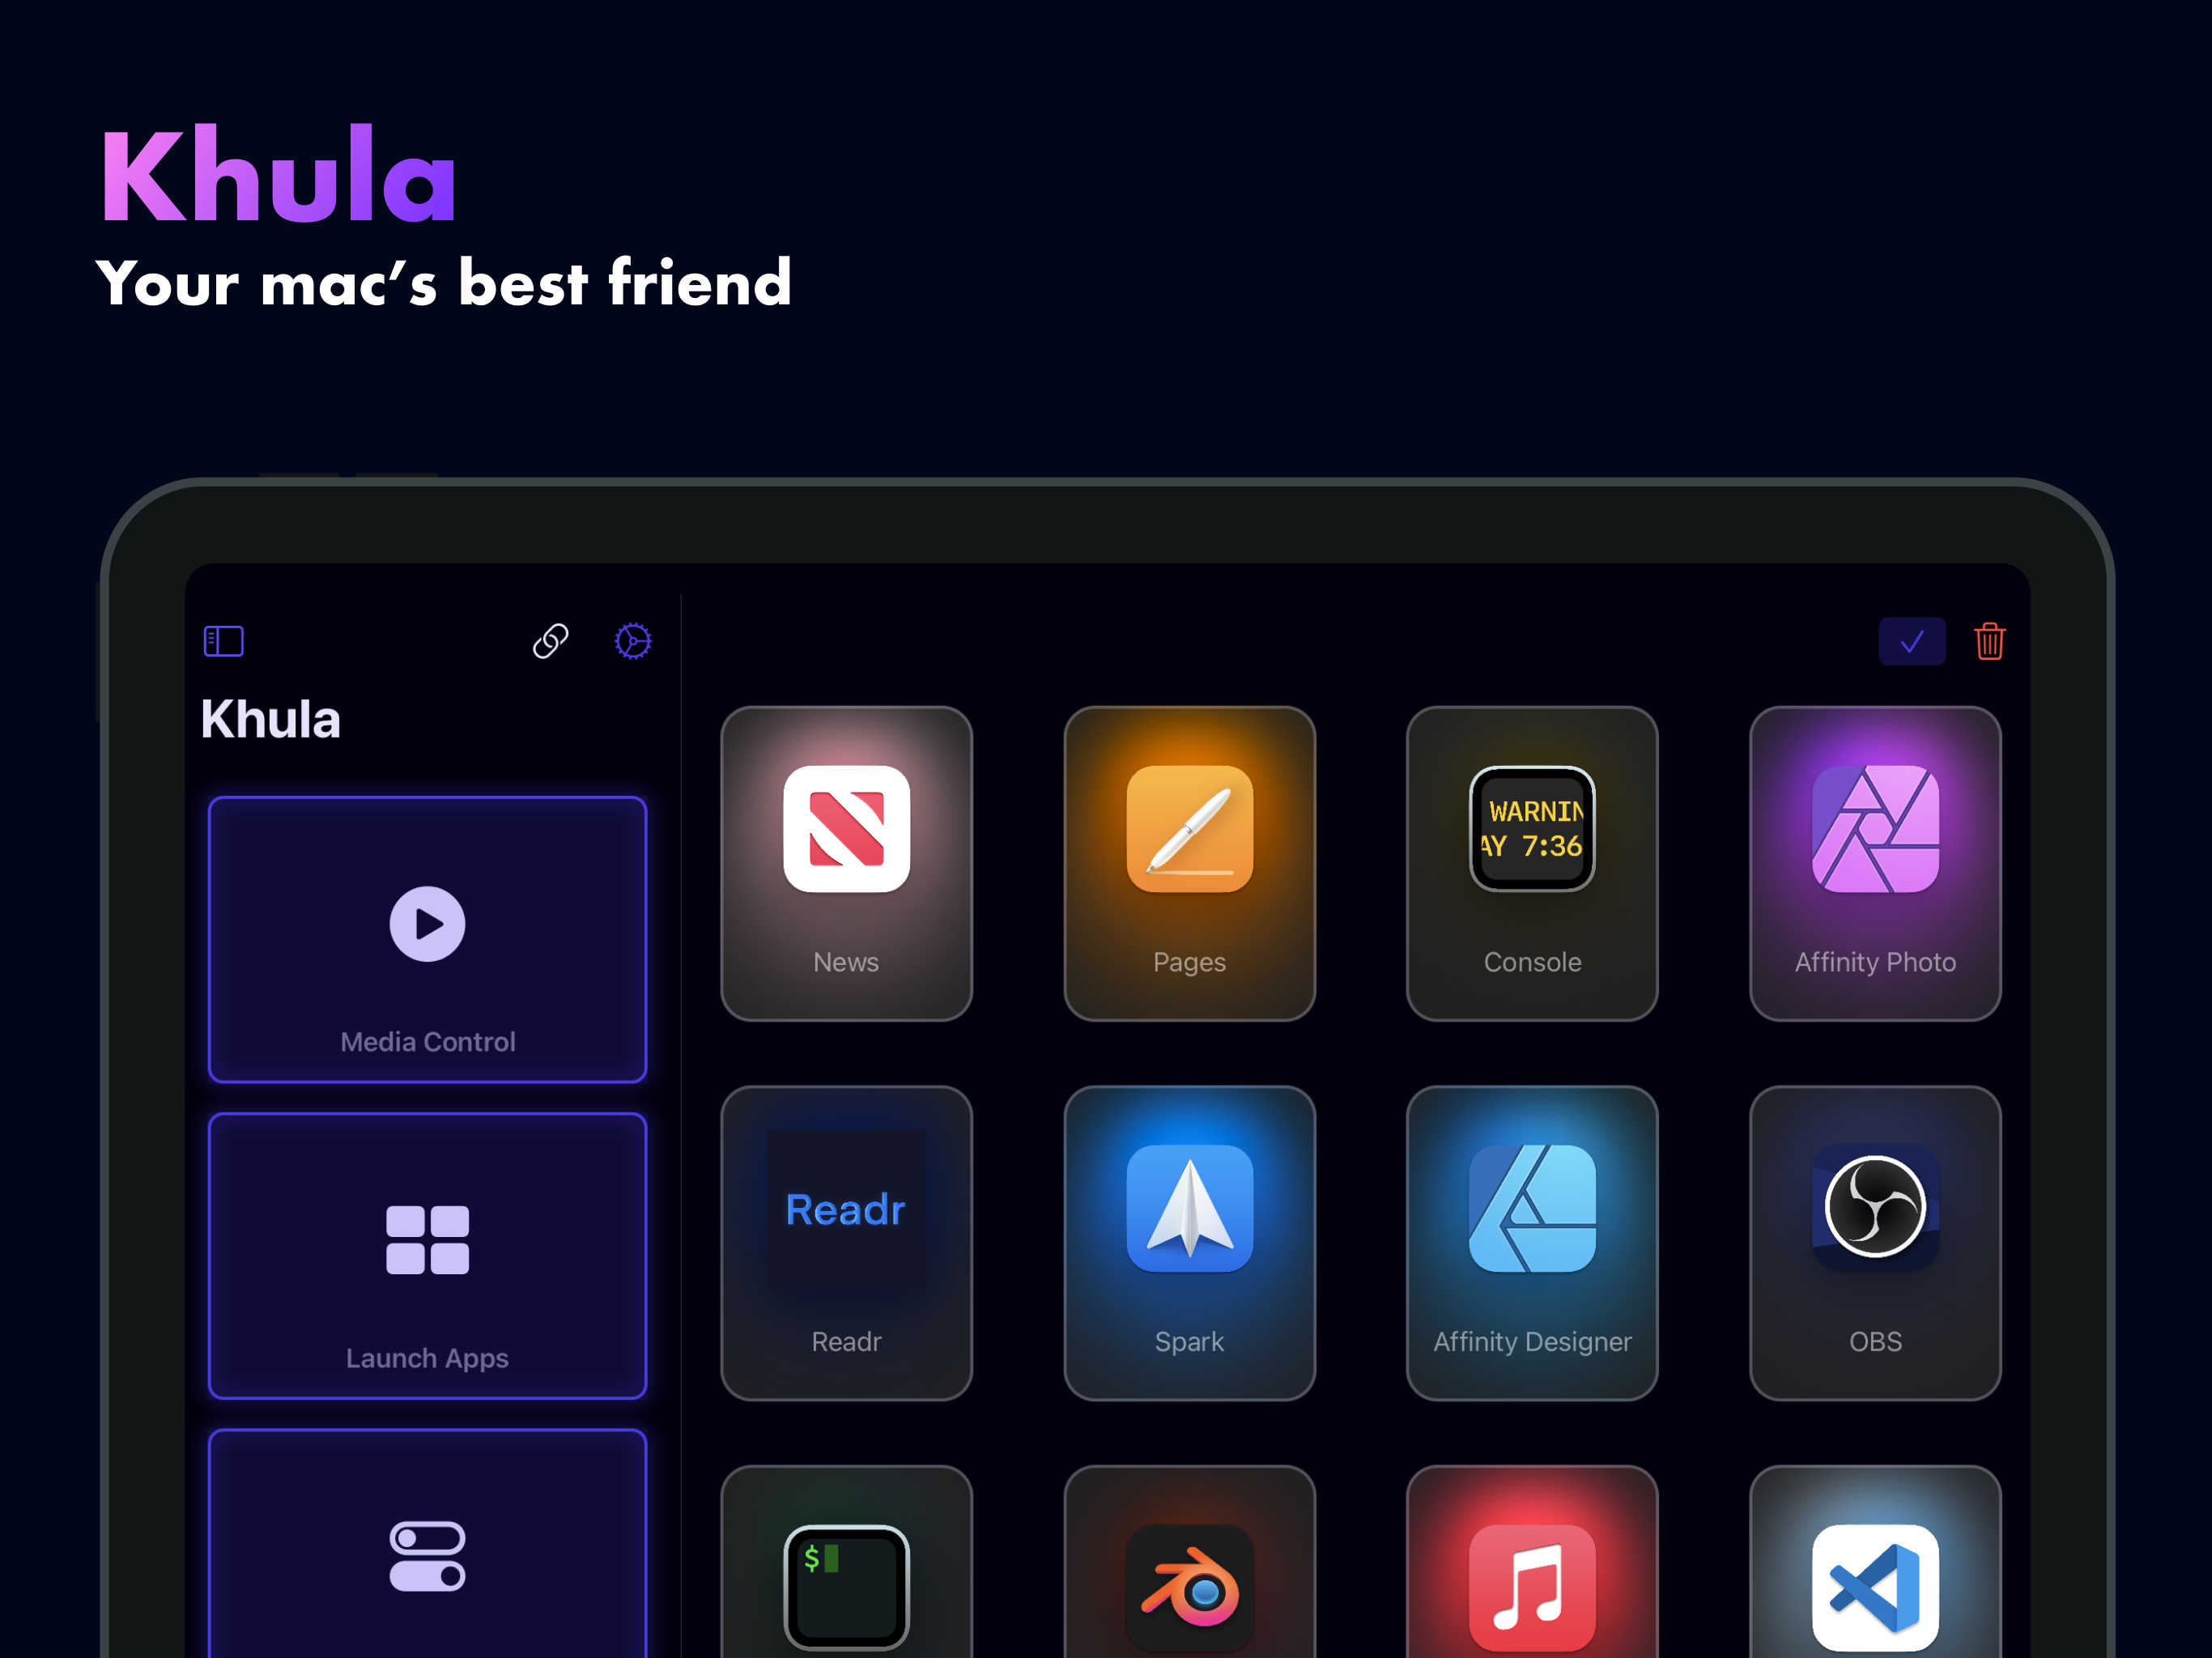 Khula
Your mac’s best friend
Khula
Media Control
Launch Apps
WARNIN
AY 7:36
News
Pages
Console
Affinity Photo
Readr
Readr
Spark
Affinity Designer
OBS
$